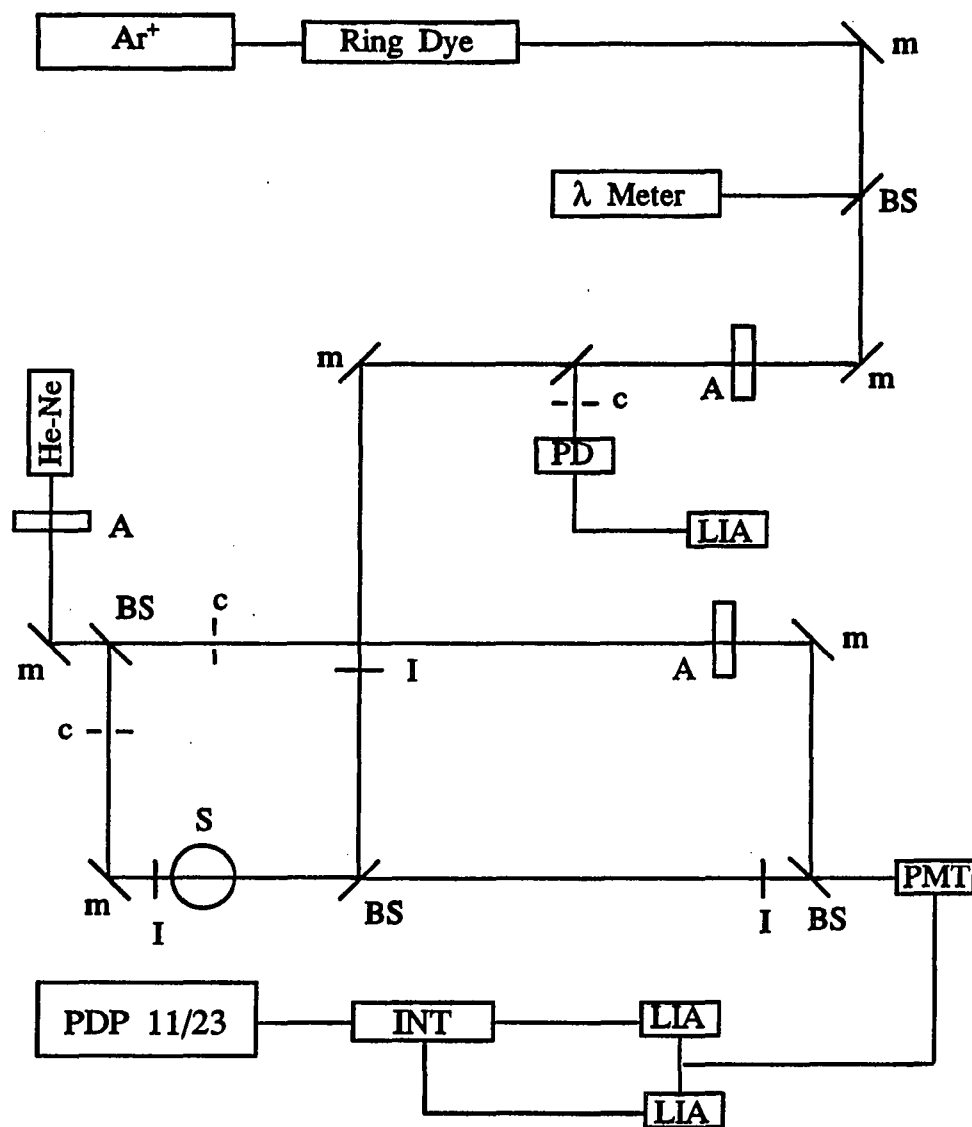 Ar+
Ring Dye
m
λ Meter
BS
m
A
m
c
PD
LIA
He-Ne
A
BS
c
m
I
A
m
c
S
m
I
BS
I
BS
PMT
PDP 11/23
INT
LIA
LIA